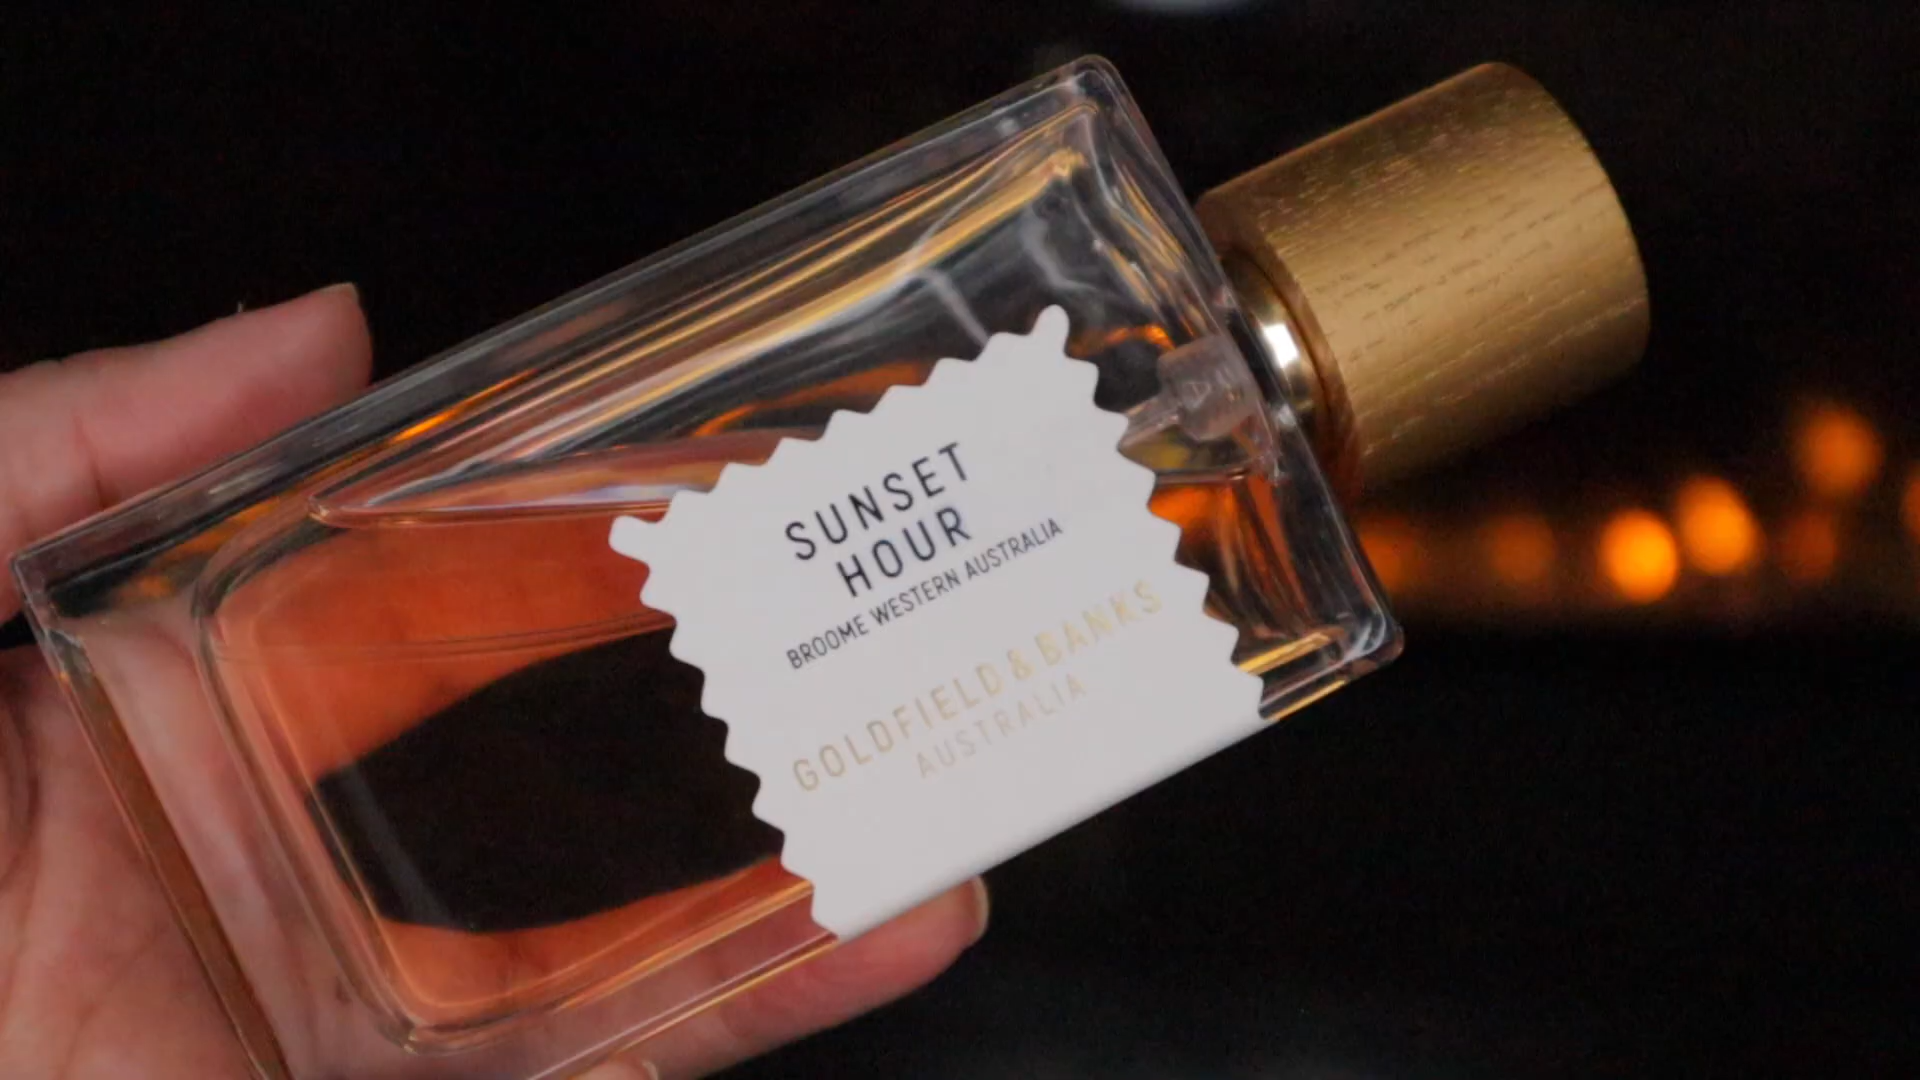 SUNSET
HOUR
BROOME WESTERN AUSTRALIA
GOLDFIELD & BANKS
AUSTRALIA